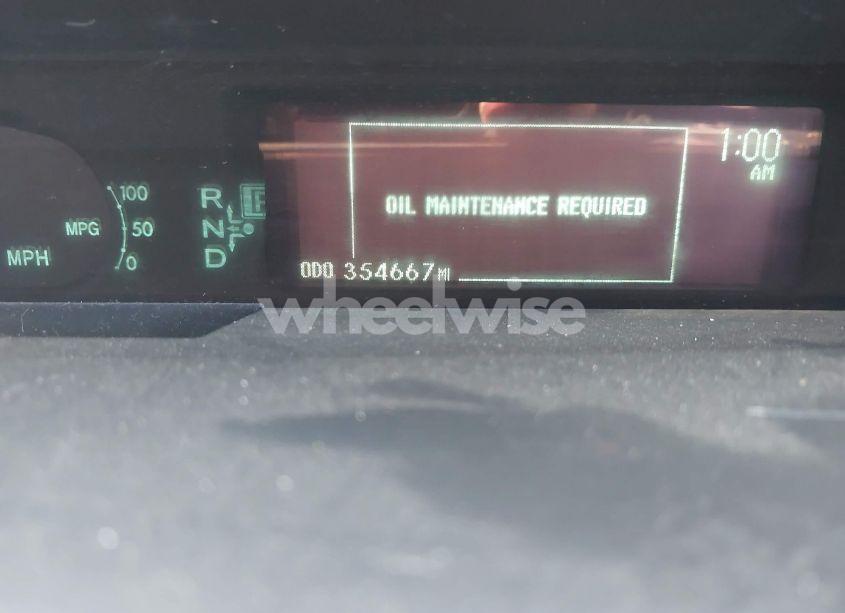 100
MPG 50
0
MPH
R
P
N
D
1:00
AM
OIL MAINTENANCE REQUIRED
ODO 354667 MI
wheelwise